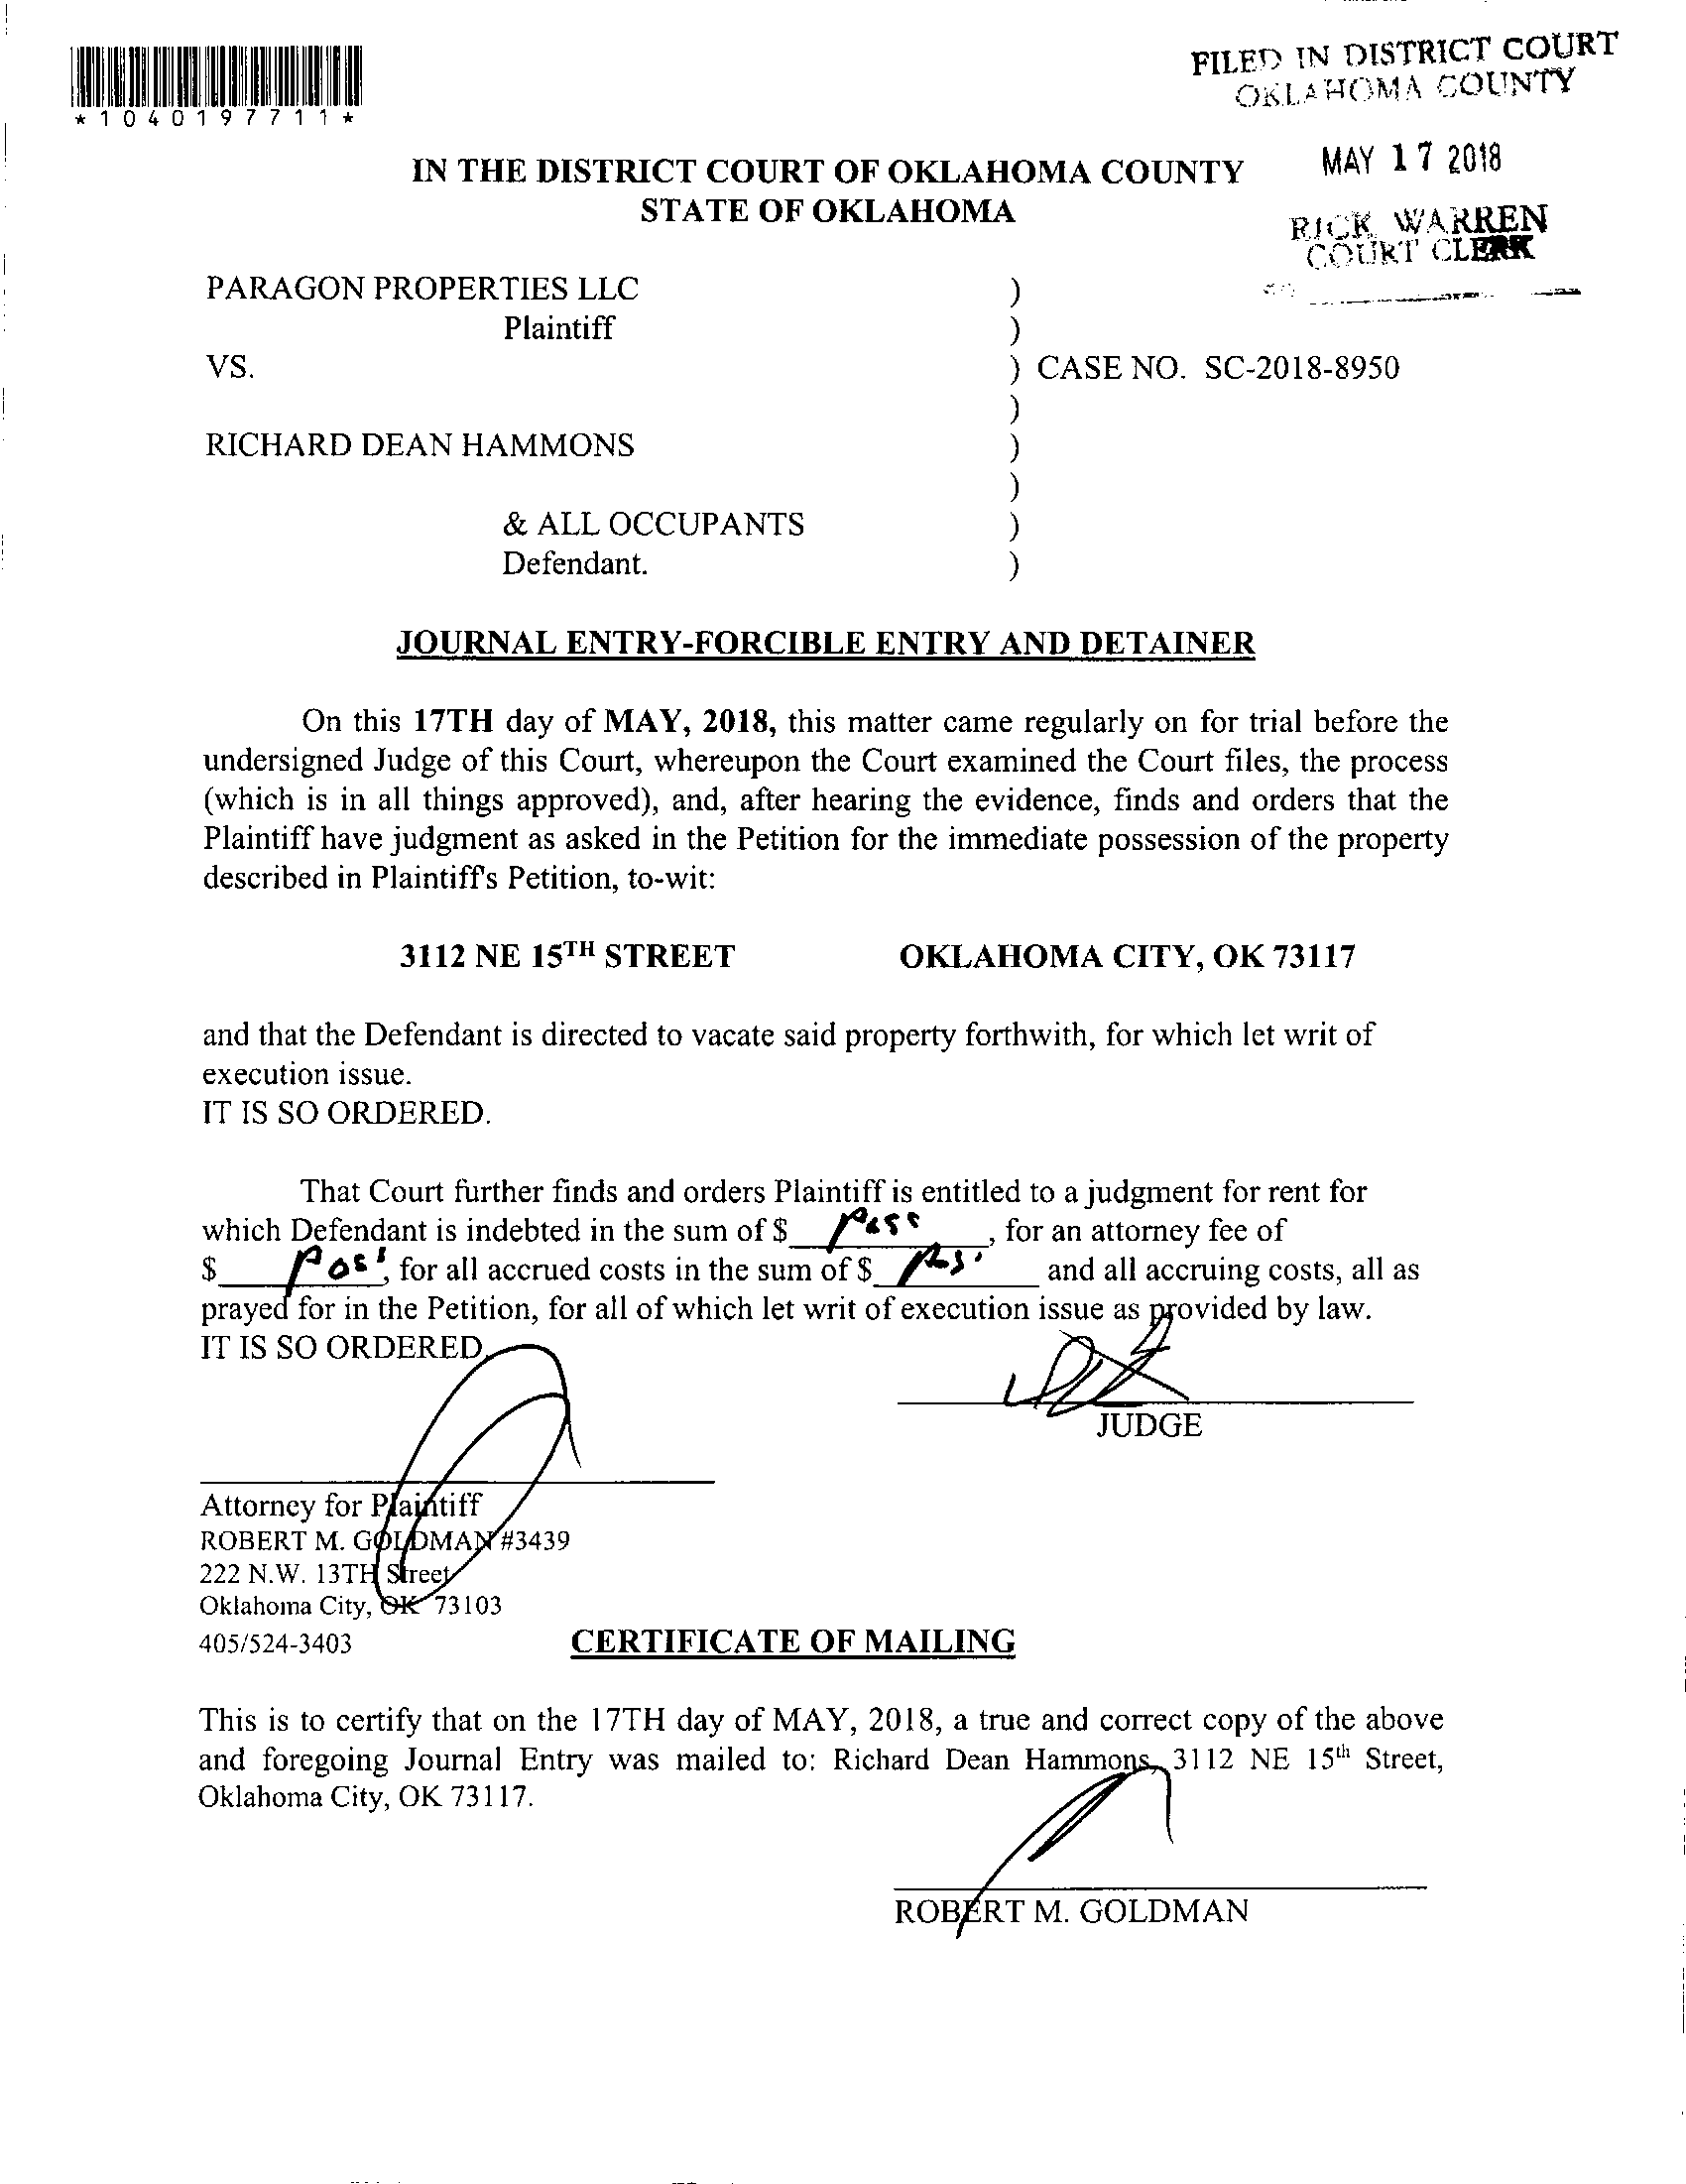 *1040197711*
FILED IN DISTRICT COURT
OKLAHOMA COUNTY
MAY 17 2018
RICK WARREN
COURT CLERK
IN THE DISTRICT COURT OF OKLAHOMA COUNTY
STATE OF OKLAHOMA
PARAGON PROPERTIES LLC )
Plaintiff )
VS. ) CASE NO. SC-2018-8950
)
RICHARD DEAN HAMMONS )
)
& ALL OCCUPANTS )
Defendant. )
JOURNAL ENTRY-FORCIBLE ENTRY AND DETAINER
On this 17TH day of MAY, 2018, this matter came regularly on for trial before the
undersigned Judge of this Court, whereupon the Court examined the Court files, the process
(which is in all things approved), and, after hearing the evidence, finds and orders that the
Plaintiff have judgment as asked in the Petition for the immediate possession of the property
described in Plaintiff's Petition, to-wit:
3112 NE 15TH STREET OKLAHOMA CITY, OK 73117
and that the Defendant is directed to vacate said property forthwith, for which let writ of
execution issue.
IT IS SO ORDERED.
That Court further finds and orders Plaintiff is entitled to a judgment for rent for
which Defendant is indebted in the sum of $ , for an attorney fee of
$ , for all accrued costs in the sum of $ and all accruing costs, all as
prayed for in the Petition, for all of which let writ of execution issue as provided by law.
IT IS SO ORDERED.
JUDGE
Attorney for Plaintiff
ROBERT M. GOLDMAN #3439
222 N.W. 13TH Street
Oklahoma City, OK 73103
405/524-3403
CERTIFICATE OF MAILING
This is to certify that on the 17TH day of MAY, 2018, a true and correct copy of the above
and foregoing Journal Entry was mailed to: Richard Dean Hammons, 3112 NE 15th Street,
Oklahoma City, OK 73117.
ROBERT M. GOLDMAN